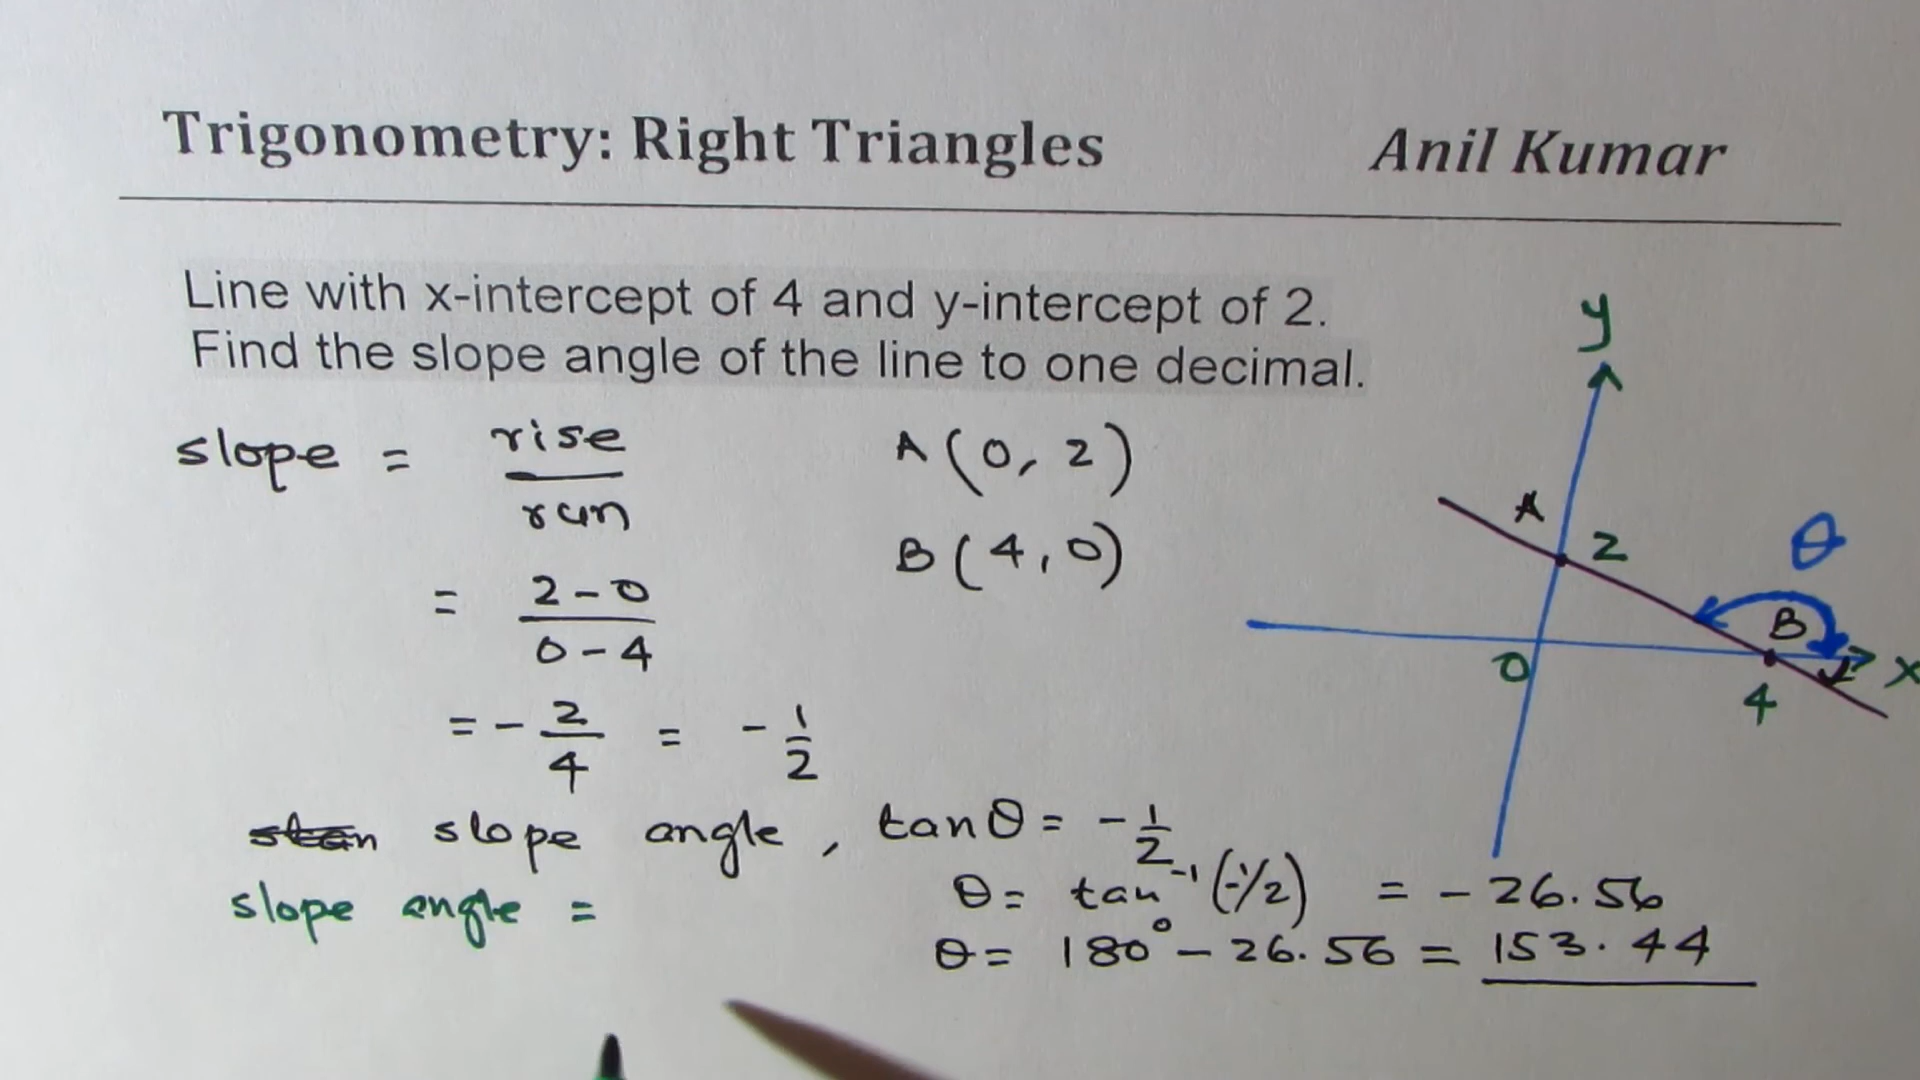 Trigonometry: Right Triangles Anil Kumar
Line with x-intercept of 4 and y-intercept of 2.
Find the slope angle of the line to one decimal.
slope = rise/run
= (2-0)/(0-4)
= -2/4 = -1/2
A(0, 2)
B(4, 0)
y
A 2
θ
B
0 4 x
slope angle, tanθ = -1/2
θ = tan⁻¹(-1/2) = -26.56
slope angle =
θ = 180° - 26.56 = 153.44